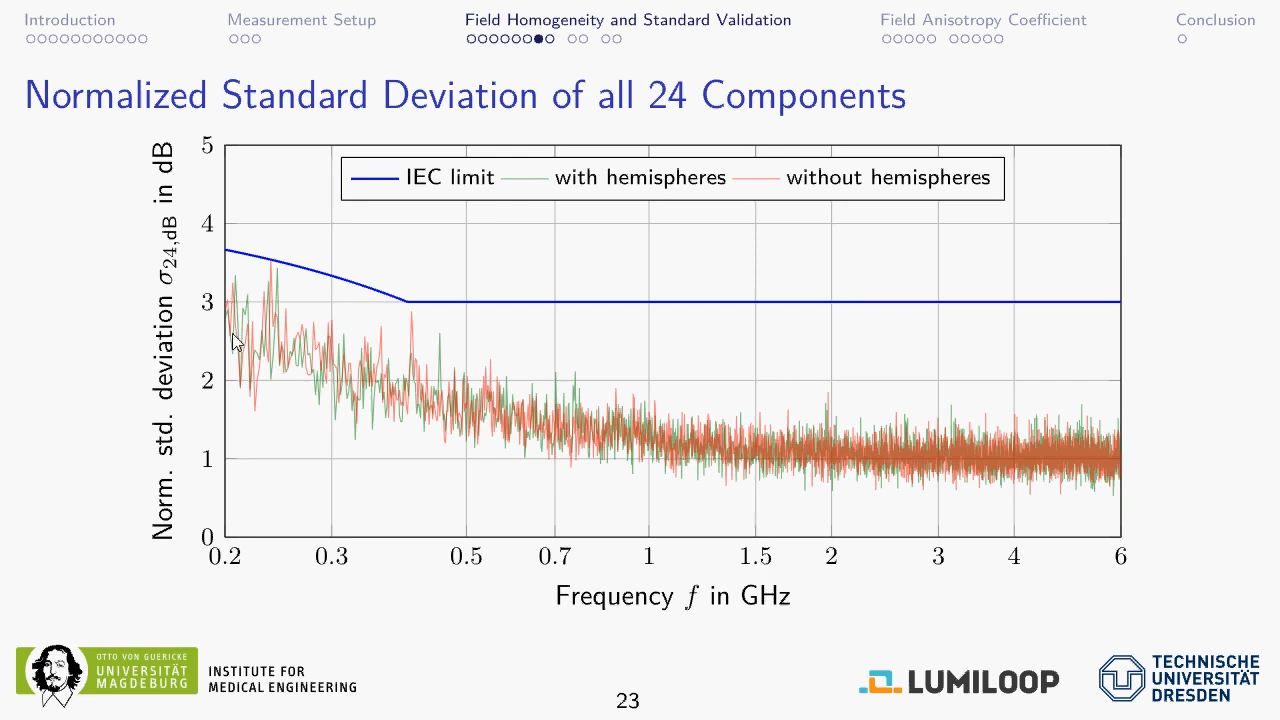 Introduction
Measurement Setup
Field Homogeneity and Standard Validation
Field Anisotropy Coefficient
Conclusion
Normalized Standard Deviation of all 24 Components
Norm. std. deviation σ24,dB in dB
5
4
3
2
1
0
IEC limit
with hemispheres
without hemispheres
0.2
0.3
0.5
0.7
1
1.5
2
3
4
6
Frequency f in GHz
OTTO VON GUERICKE
UNIVERSITÄT
MAGDEBURG
INSTITUTE FOR
MEDICAL ENGINEERING
23
LUMILOOP
TECHNISCHE
UNIVERSITÄT
DRESDEN